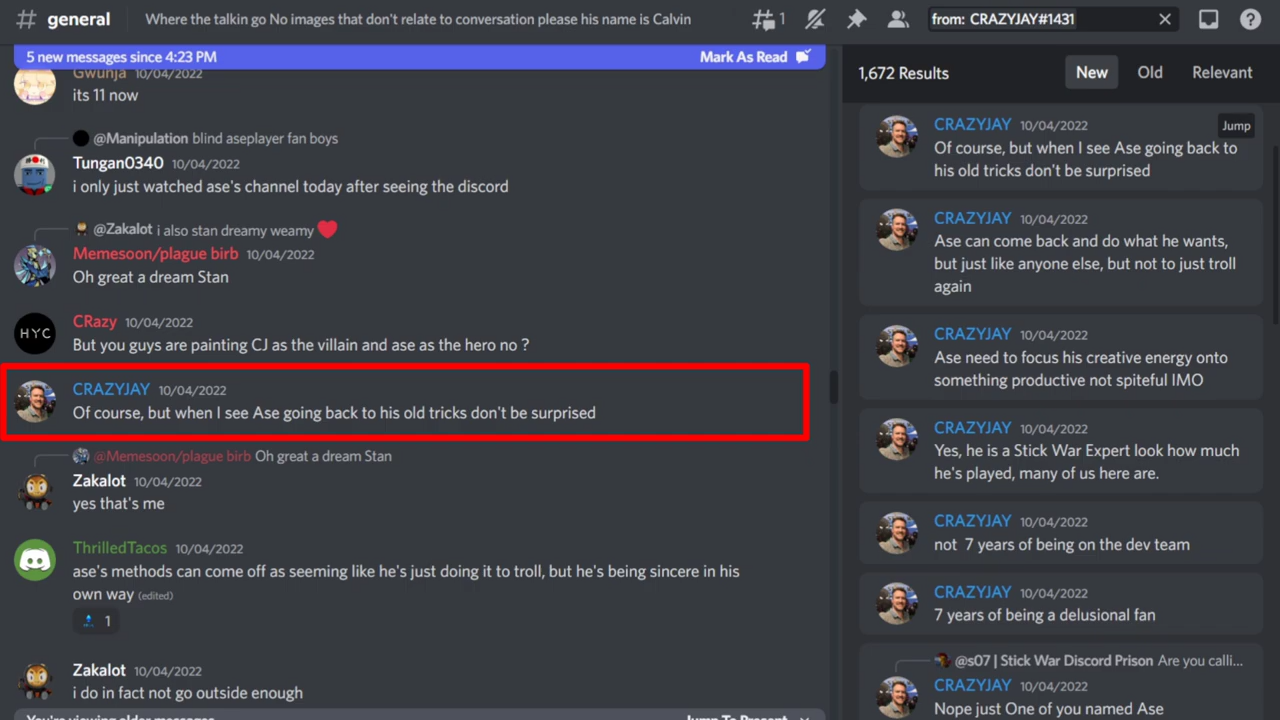 # general
Where the talkin go No images that don't relate to conversation please his name is Calvin
1
from: CRAZYJAY#1431
5 new messages since 4:23 PM
Mark As Read
Gwunja 10/04/2022
its 11 now
@Manipulation blind aseplayer fan boys
Tungan0340 10/04/2022
i only just watched ase's channel today after seeing the discord
@Zakalot i also stan dreamy weamy
Memesoon/plague birb 10/04/2022
Oh great a dream Stan
HYC
CRazy 10/04/2022
But you guys are painting CJ as the villain and ase as the hero no ?
CRAZYJAY 10/04/2022
Of course, but when I see Ase going back to his old tricks don't be surprised
@Memesoon/plague birb Oh great a dream Stan
Zakalot 10/04/2022
yes that's me
ThrilledTacos 10/04/2022
ase's methods can come off as seeming like he's just doing it to troll, but he's being sincere in his
own way (edited)
1
Zakalot 10/04/2022
i do in fact not go outside enough
You're viewing older messages
Jump To Present
1,672 Results
New
Old
Relevant
CRAZYJAY 10/04/2022
Jump
Of course, but when I see Ase going back to
his old tricks don't be surprised
CRAZYJAY 10/04/2022
Ase can come back and do what he wants,
but just like anyone else, but not to just troll
again
CRAZYJAY 10/04/2022
Ase need to focus his creative energy onto
something productive not spiteful IMO
CRAZYJAY 10/04/2022
Yes, he is a Stick War Expert look how much
he's played, many of us here are.
CRAZYJAY 10/04/2022
not  7 years of being on the dev team
CRAZYJAY 10/04/2022
7 years of being a delusional fan
@s07 | Stick War Discord Prison Are you calli...
CRAZYJAY 10/04/2022
Nope just One of you named Ase